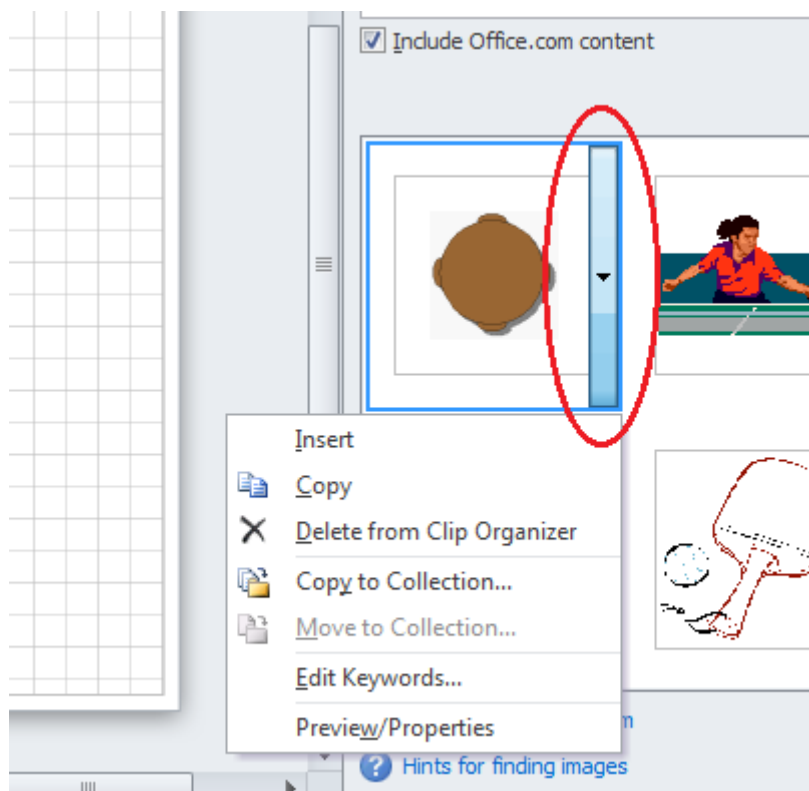 Include Office.com content
Insert
Copy
Delete from Clip Organizer
Copy to Collection...
Move to Collection...
Edit Keywords...
Preview/Properties
Hints for finding images